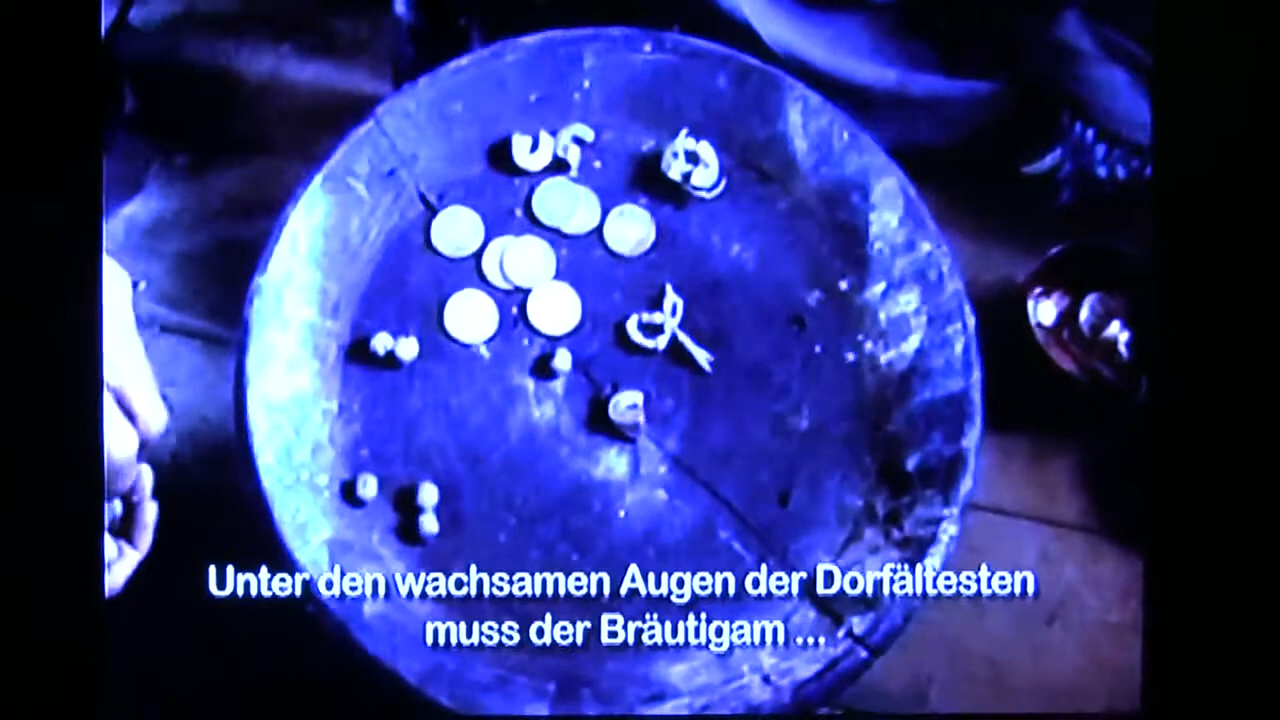 Unter den wachsamen Augen der Dorfältesten
muss der Bräutigam ...